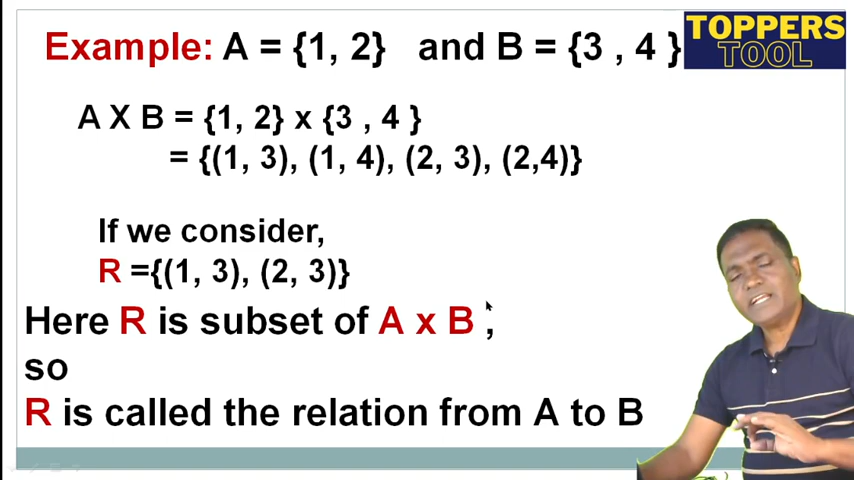 Example: A = {1, 2} and B = {3 , 4 }
TOPPERS
TOOL
A X B = {1, 2} x {3 , 4 }
= {(1, 3), (1, 4), (2, 3), (2,4)}
If we consider,
R ={(1, 3), (2, 3)}
Here R is subset of A x B ,
so
R is called the relation from A to B